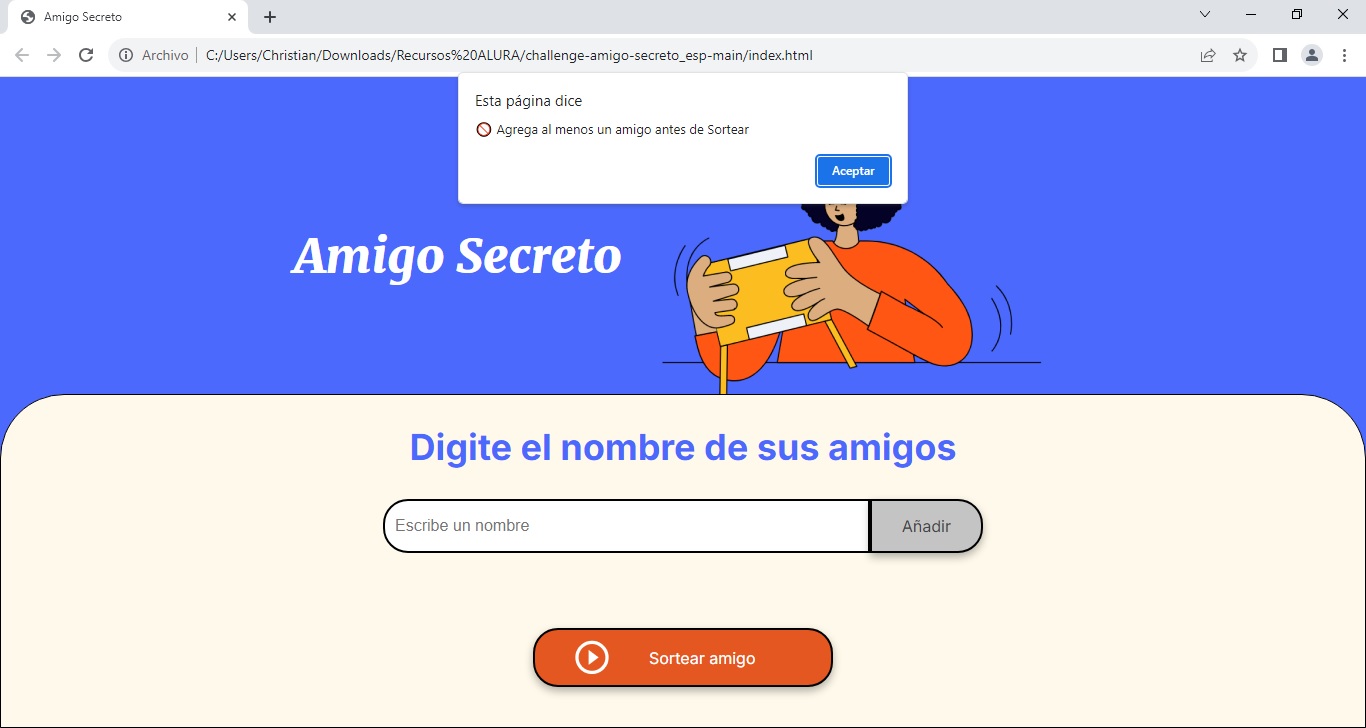 Amigo Secreto
Archivo C:/Users/Christian/Downloads/Recursos%20ALURA/challenge-amigo-secreto_esp-main/index.html
Esta página dice
🚫 Agrega al menos un amigo antes de Sortear
Aceptar
Amigo Secreto
Digite el nombre de sus amigos
Escribe un nombre
Añadir
Sortear amigo